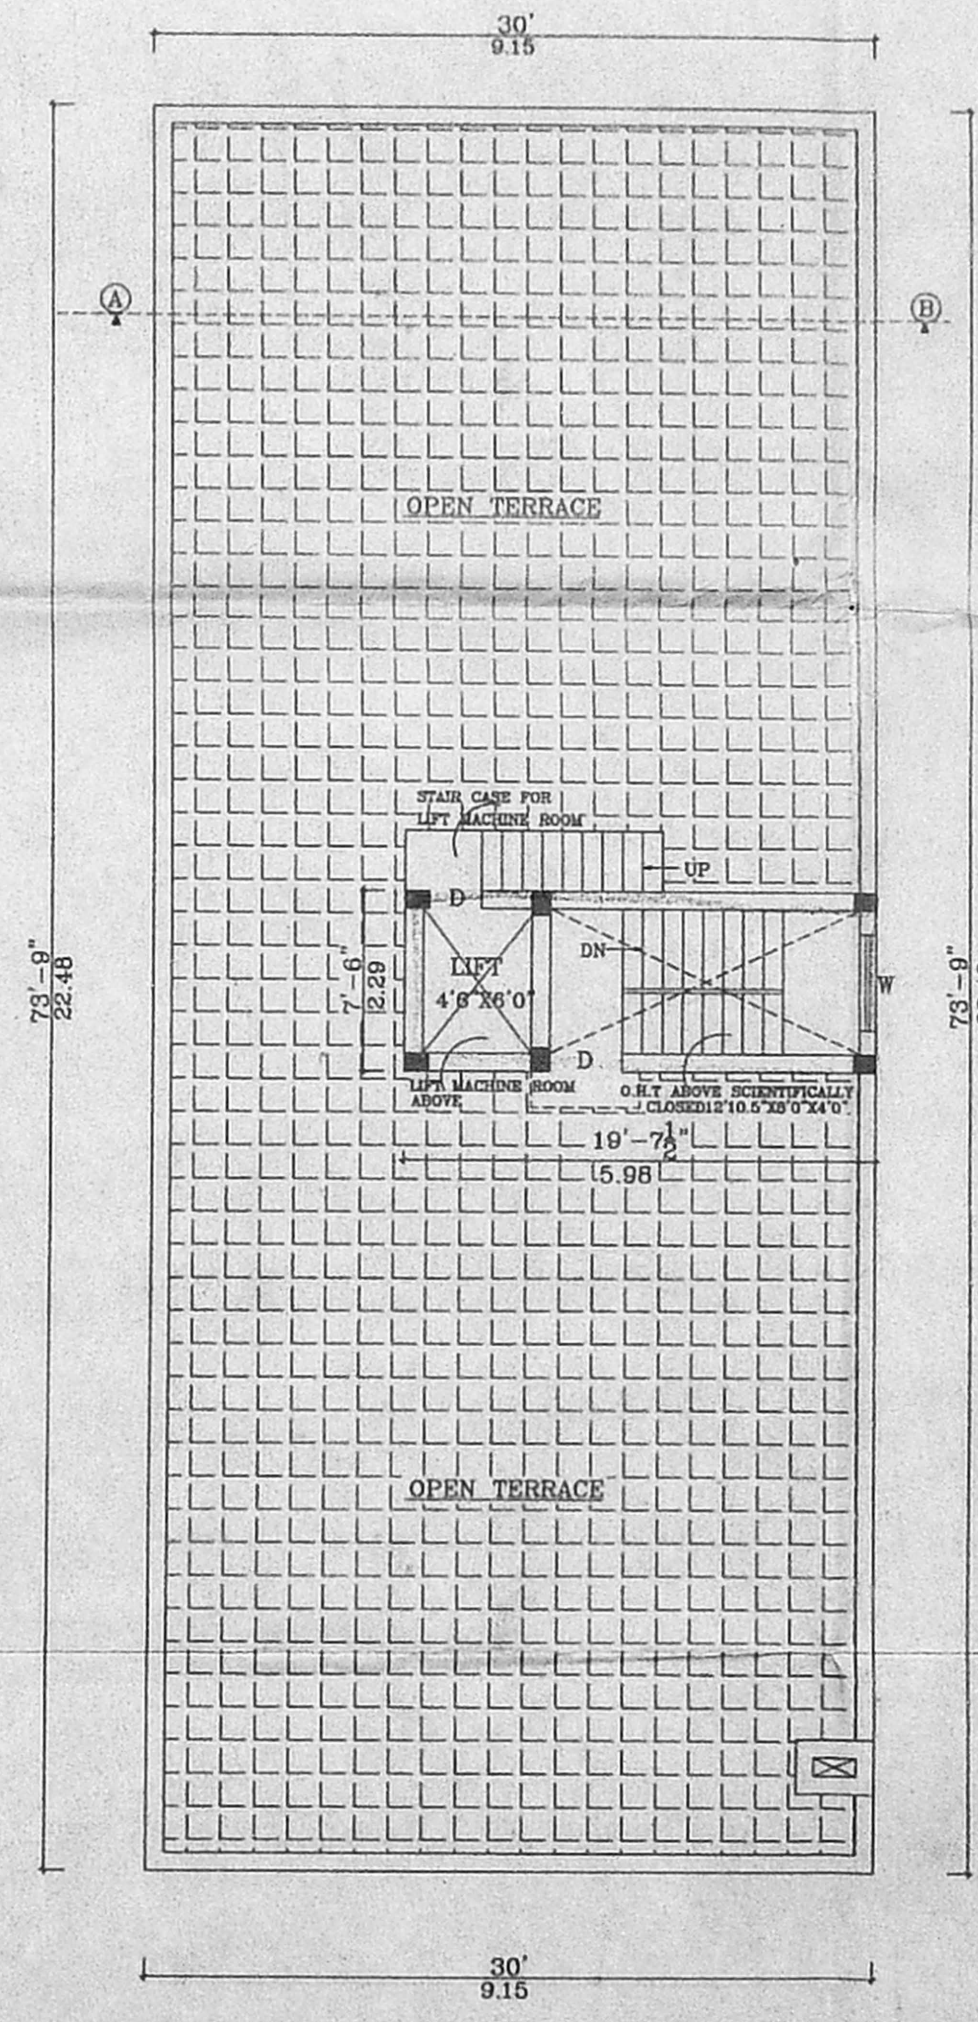 30'
9.15
A
B
OPEN TERRACE
STAIR CASE FOR
LIFT MACHINE ROOM
UP
D
DN
LIFT
4'6"X6'0"
W
7'-6"
2.29
73'-9"
22.48
73'-9"
D
LIFT MACHINE ROOM
ABOVE
O.H.T ABOVE SCIENTIFICALLY
CLOSED12'10.5"X8'0"X4'0"
19'-7½"
5.98
OPEN TERRACE
30'
9.15